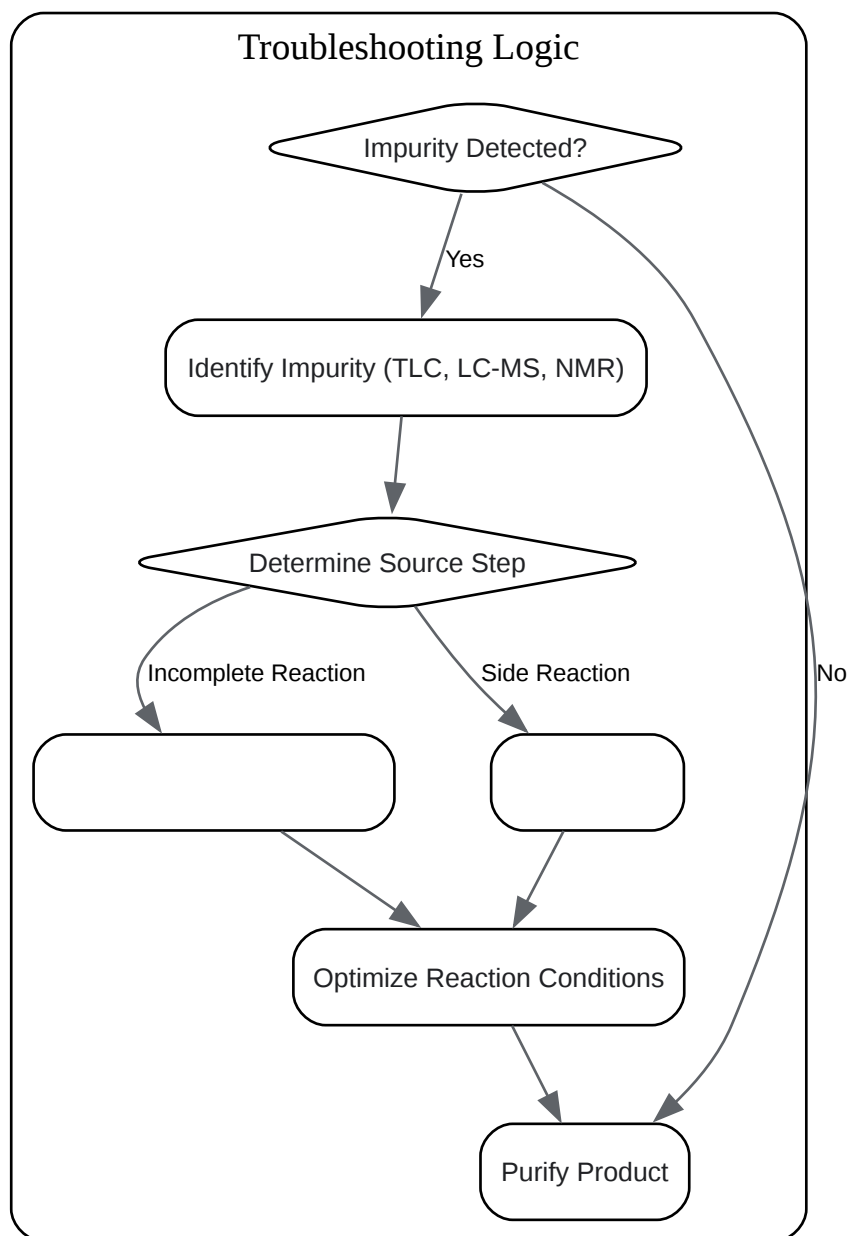 Troubleshooting Logic
Impurity Detected?
Yes
Identify Impurity (TLC, LC-MS, NMR)
Determine Source Step
Incomplete Reaction
Side Reaction
No
Optimize Reaction Conditions
Purify Product